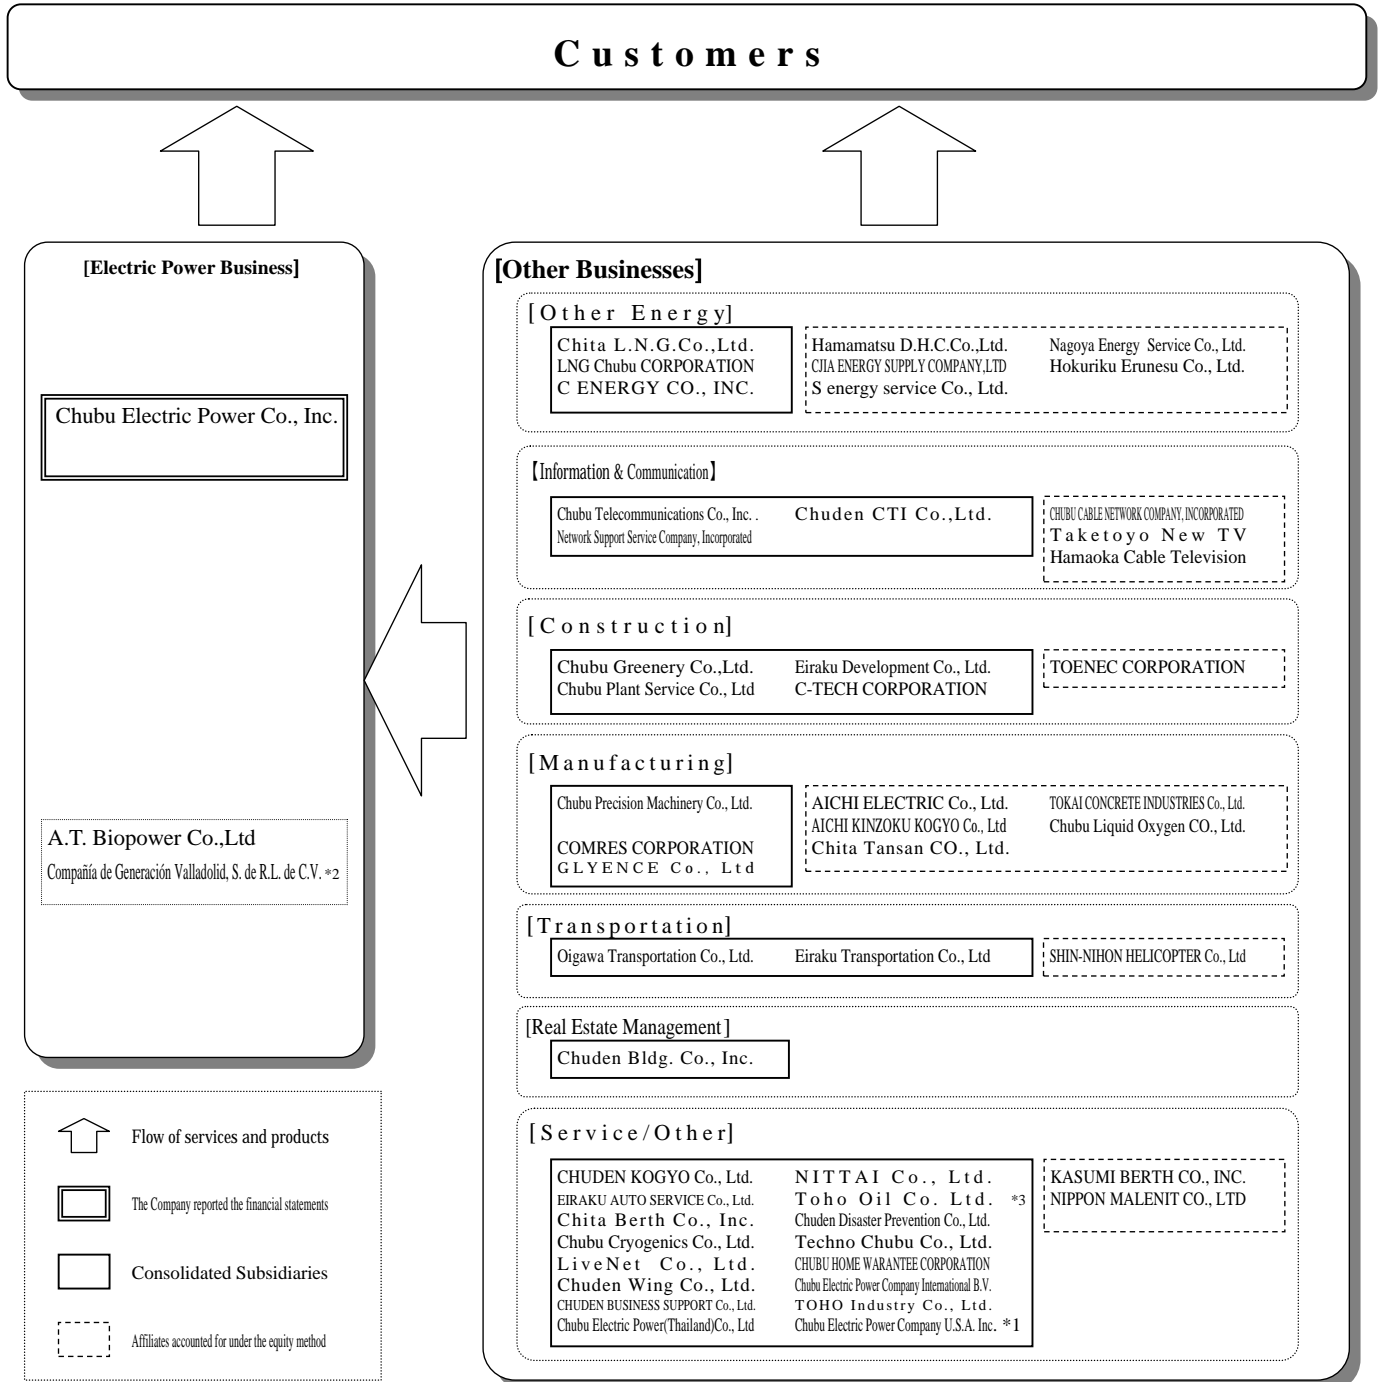 Customers
[Electric Power Business]
Chubu Electric Power Co., Inc.
A.T. Biopower Co.,Ltd
Compañía de Generación Valladolid, S. de R.L. de C.V. *2
[Other Businesses]
[Other Energy]
Chita L.N.G.Co.,Ltd.
LNG Chubu CORPORATION
C ENERGY CO., INC.
Hamamatsu D.H.C.Co.,Ltd.
CJIA ENERGY SUPPLY COMPANY,LTD
S energy service Co., Ltd.
Nagoya Energy Service Co., Ltd.
Hokuriku Erunesu Co., Ltd.
【Information & Communication】
Chubu Telecommunications Co., Inc. .
Network Support Service Company, Incorporated
Chuden CTI Co.,Ltd.
CHUBU CABLE NETWORK COMPANY, INCORPORATED
Taketoyo New TV
Hamaoka Cable Television
[Construction]
Chubu Greenery Co.,Ltd.
Chubu Plant Service Co., Ltd
Eiraku Development Co., Ltd.
C-TECH CORPORATION
TOENEC CORPORATION
[Manufacturing]
Chubu Precision Machinery Co., Ltd.
COMRES CORPORATION
GLYENCE Co., Ltd
AICHI ELECTRIC Co., Ltd.
AICHI KINZOKU KOGYO Co., Ltd
Chita Tansan CO., Ltd.
TOKAI CONCRETE INDUSTRIES Co., Ltd.
Chubu Liquid Oxygen CO., Ltd.
[Transportation]
Oigawa Transportation Co., Ltd.
Eiraku Transportation Co., Ltd
SHIN-NIHON HELICOPTER Co., Ltd
[Real Estate Management]
Chuden Bldg. Co., Inc.
[Service/Other]
CHUDEN KOGYO Co., Ltd.
EIRAKU AUTO SERVICE Co., Ltd.
Chita Berth Co., Inc.
Chubu Cryogenics Co., Ltd.
LiveNet Co., Ltd.
Chuden Wing Co., Ltd.
CHUDEN BUSINESS SUPPORT Co., Ltd.
Chubu Electric Power(Thailand)Co., Ltd
NITTAI Co., Ltd.
Toho Oil Co. Ltd. *3
Chuden Disaster Prevention Co., Ltd.
Techno Chubu Co., Ltd.
CHUBU HOME WARANTEE CORPORATION
Chubu Electric Power Company International B.V.
TOHO Industry Co., Ltd.
Chubu Electric Power Company U.S.A. Inc. *1
KASUMI BERTH CO., INC.
NIPPON MALENIT CO., LTD
Flow of services and products
The Company reported the financial statements
Consolidated Subsidiaries
Affiliates accounted for under the equity method